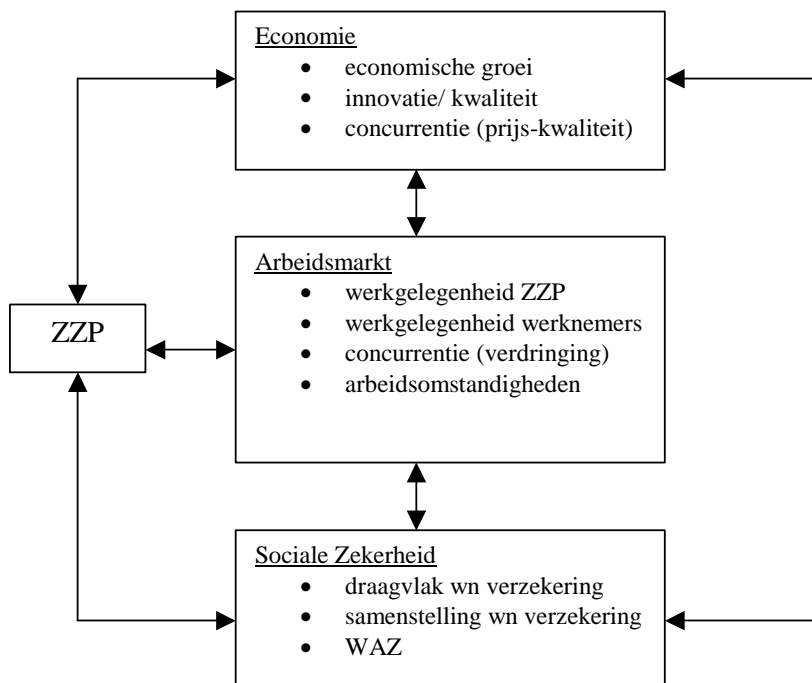 Economie
• economische groei
• innovatie/ kwaliteit
• concurrentie (prijs-kwaliteit)
Arbeidsmarkt
• werkgelegenheid ZZP
• werkgelegenheid werknemers
• concurrentie (verdringing)
• arbeidsomstandigheden
ZZP
Sociale Zekerheid
• draagvlak wn verzekering
• samenstelling wn verzekering
• WAZ